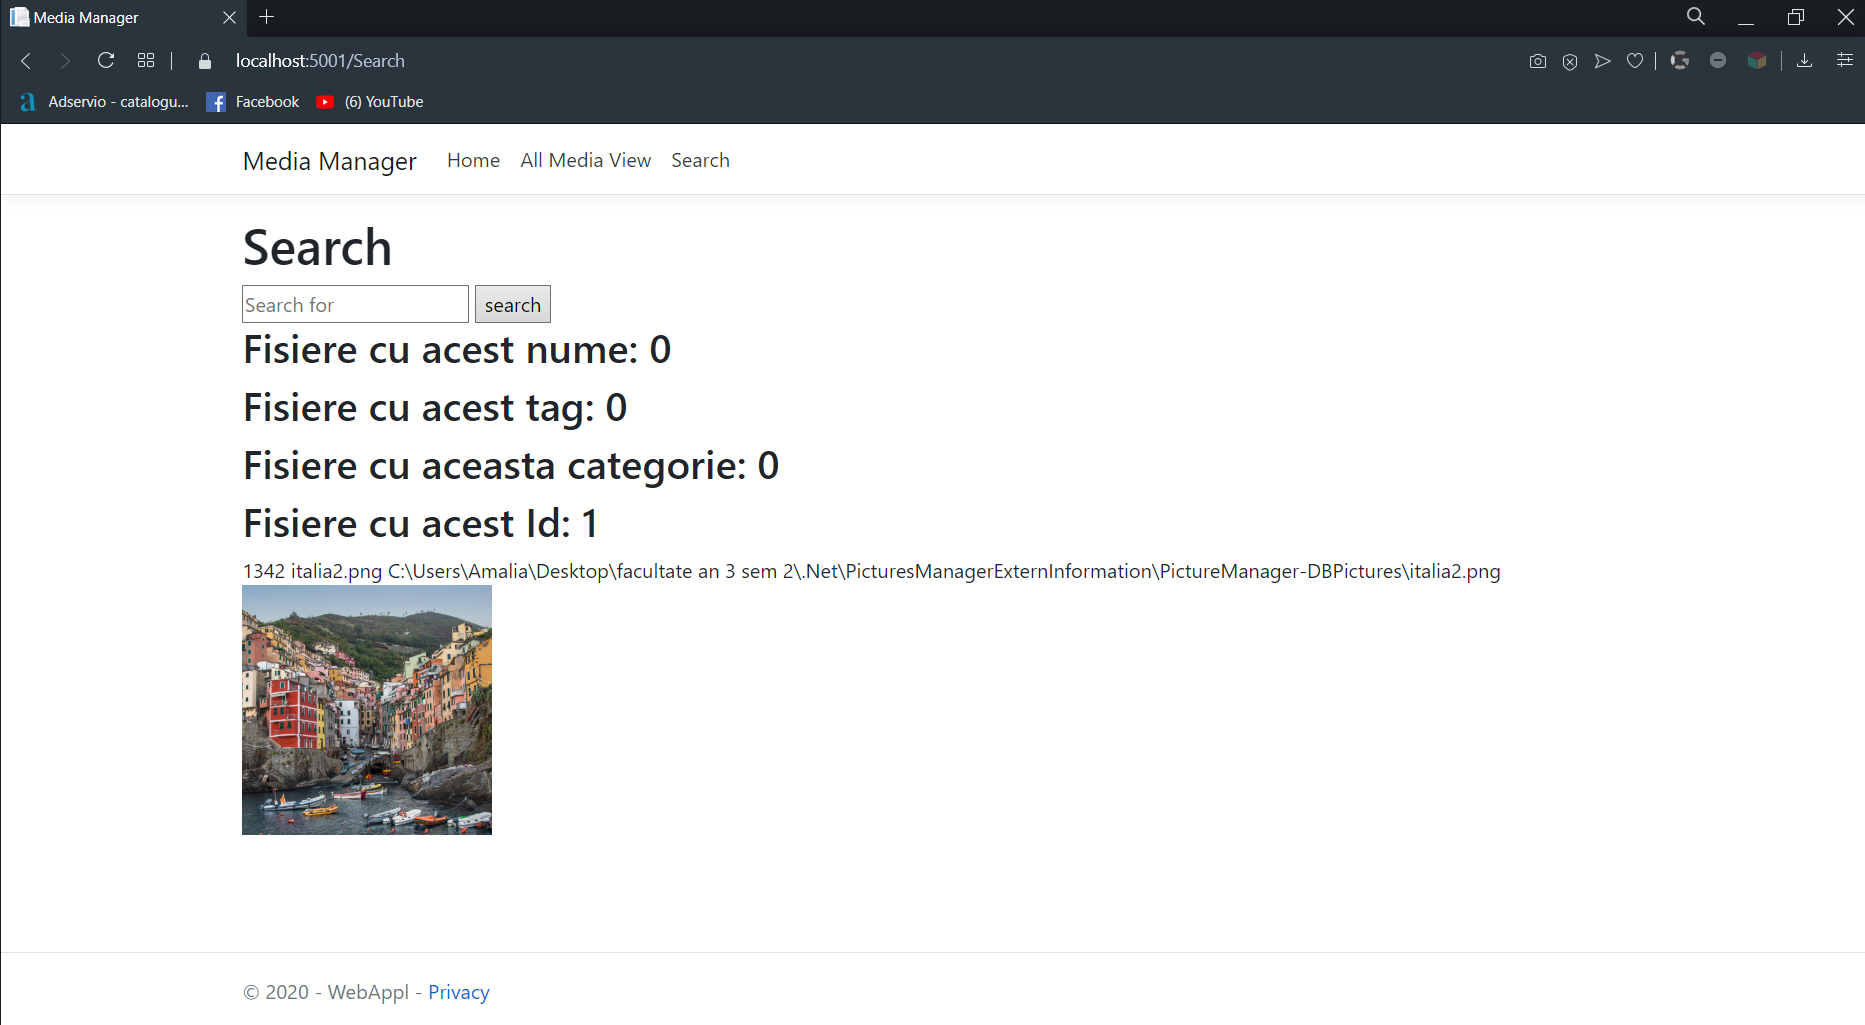 Media Manager
localhost:5001/Search
Adservio - catalogu... Facebook (6) YouTube
Media Manager Home All Media View Search
Search
Search for search
Fisiere cu acest nume: 0
Fisiere cu acest tag: 0
Fisiere cu aceasta categorie: 0
Fisiere cu acest Id: 1
1342 italia2.png C:\Users\Amalia\Desktop\facultate an 3 sem 2\.Net\PicturesManagerExternInformation\PictureManager-DBPictures\italia2.png
© 2020 - WebAppl - Privacy